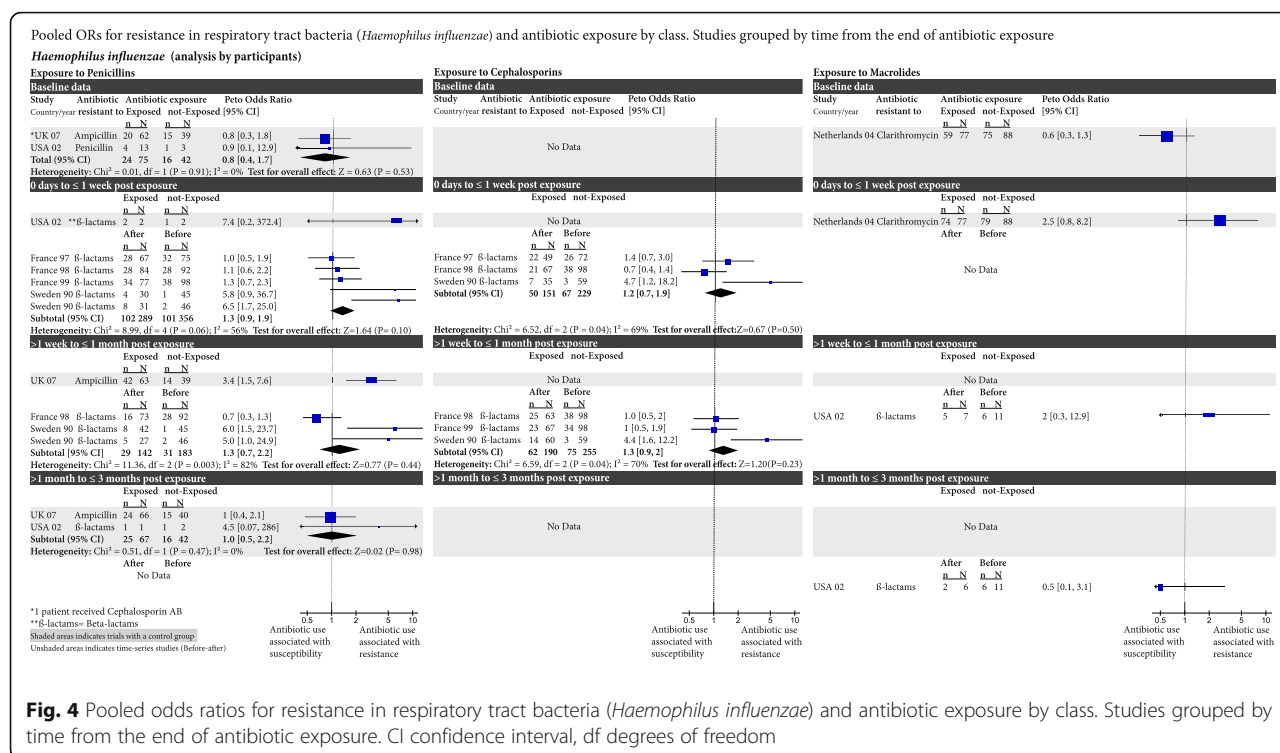 Pooled ORs for resistance in respiratory tract bacteria (Haemophilus influenzae) and antibiotic exposure by class. Studies grouped by time from the end of antibiotic exposure
Haemophilus influenzae (analysis by participants)
Exposure to Penicillins
Baseline data
Study Antibiotic Antibiotic exposure Peto Odds Ratio
Country/year resistant to Exposed not-Exposed [95% CI]
n N n N
*UK 07 Ampicillin 20 62 15 39 0.8 [0.3, 1.8]
USA 02 Penicillin 4 13 1 3 0.9 [0.1, 12.9]
Total (95% CI) 24 75 16 42 0.8 [0.4, 1.7]
Heterogeneity: Chi² = 0.01, df = 1 (P = 0.91); I² = 0% Test for overall effect: Z = 0.63 (P = 0.53)
0 days to ≤ 1 week post exposure
Exposed not-Exposed
n N n N
USA 02 **ß-lactams 2 2 1 2 7.4 [0.2, 372.4]
After Before
n N n N
France 97 ß-lactams 28 67 32 75 1.0 [0.5, 1.9]
France 98 ß-lactams 28 84 28 92 1.1 [0.6, 2.2]
France 99 ß-lactams 34 77 38 98 1.3 [0.7, 2.3]
Sweden 90 ß-lactams 4 30 1 45 5.8 [0.9, 36.7]
Sweden 90 ß-lactams 8 31 2 46 6.5 [1.7, 25.0]
Subtotal (95% CI) 102 289 101 356 1.3 [0.9, 1.9]
Heterogeneity: Chi² = 8.99, df = 4 (P = 0.06); I² = 56% Test for overall effect: Z=1.64 (P = 0.10)
>1 week to ≤ 1 month post exposure
Exposed not-Exposed
n N n N
UK 07 Ampicillin 42 63 14 39 3.4 [1.5, 7.6]
After Before
n N n N
France 98 ß-lactams 16 73 28 92 0.7 [0.3, 1.3]
Sweden 90 ß-lactams 8 42 1 45 6.0 [1.5, 23.7]
Sweden 90 ß-lactams 5 27 2 46 5.0 [1.0, 24.9]
Subtotal (95% CI) 29 142 31 183 1.3 [0.7, 2.2]
Heterogeneity: Chi² = 11.36, df = 2 (P = 0.003); I² = 82% Test for overall effect: Z=0.77 (P = 0.44)
>1 month to ≤ 3 months post exposure
Exposed not-Exposed
n N n N
UK 07 Ampicillin 24 66 15 40 1 [0.4, 2.1]
USA 02 ß-lactams 1 1 1 2 4.5 [0.07, 286]
Subtotal (95% CI) 25 67 16 42 1.0 [0.5, 2.2]
Heterogeneity: Chi² = 0.51, df = 1 (P = 0.47); I² = 0% Test for overall effect: Z=0.02 (P= 0.98)
After Before
No Data
*1 patient received Cephalosporin AB
**ß-lactams= Beta-lactams
Shaded areas indicates trials with a control group
Unshaded areas indicates time-series studies (Before-after)
0.5 1 2 5 10
Antibiotic use associated with susceptibility
Antibiotic use associated with resistance
Exposure to Cephalosporins
Baseline data
Study Antibiotic Antibiotic exposure Peto Odds Ratio
Country/year resistant to Exposed not-Exposed [95% CI]
n N n N
No Data
0 days to ≤ 1 week post exposure
Exposed not-Exposed
No Data
After Before
n N n N
France 97 ß-lactams 22 49 26 72 1.4 [0.7, 3.0]
France 98 ß-lactams 21 67 38 98 0.7 [0.4, 1.4]
Sweden 90 ß-lactams 7 35 3 59 4.7 [1.2, 18.2]
Subtotal (95% CI) 50 151 67 229 1.2 [0.7, 1.9]
Heterogeneity: Chi² = 6.52, df = 2 (P = 0.04); I² = 69% Test for overall effect:Z=0.67 (P=0.50)
>1 week to ≤ 1 month post exposure
Exposed not-Exposed
No Data
After Before
n N n N
France 98 ß-lactams 25 63 38 98 1.0 [0.5, 2]
France 99 ß-lactams 23 67 34 98 1 [0.5, 1.9]
Sweden 90 ß-lactams 14 60 3 59 4.4 [1.6, 12.2]
Subtotal (95% CI) 62 190 75 255 1.3 [0.9, 2]
Heterogeneity: Chi² = 6.59, df = 2 (P = 0.04); I² = 70% Test for overall effect: Z=1.20(P=0.23)
>1 month to ≤ 3 months post exposure
No Data
0.5 1 2 5 10
Antibiotic use associated with susceptibility
Antibiotic use associated with resistance
Exposure to Macrolides
Baseline data
Study Antibiotic Antibiotic exposure Peto Odds Ratio
Country/year resistant to Exposed not-Exposed [95% CI]
n N n N
Netherlands 04 Clarithromycin 59 77 75 88 0.6 [0.3, 1.3]
0 days to ≤ 1 week post exposure
Exposed not-Exposed
n N n N
Netherlands 04 Clarithromycin 74 77 79 88 2.5 [0.8, 8.2]
After Before
No Data
>1 week to ≤ 1 month post exposure
Exposed not-Exposed
No Data
After Before
n N n N
USA 02 ß-lactams 5 7 6 11 2 [0.3, 12.9]
>1 month to ≤ 3 months post exposure
Exposed not-Exposed
No Data
After Before
n N n N
USA 02 ß-lactams 2 6 6 11 0.5 [0.1, 3.1]
0.5 1 2 5 10
Antibiotic use associated with susceptibility
Antibiotic use associated with resistance
Fig. 4 Pooled odds ratios for resistance in respiratory tract bacteria (Haemophilus influenzae) and antibiotic exposure by class. Studies grouped by
time from the end of antibiotic exposure. CI confidence interval, df degrees of freedom